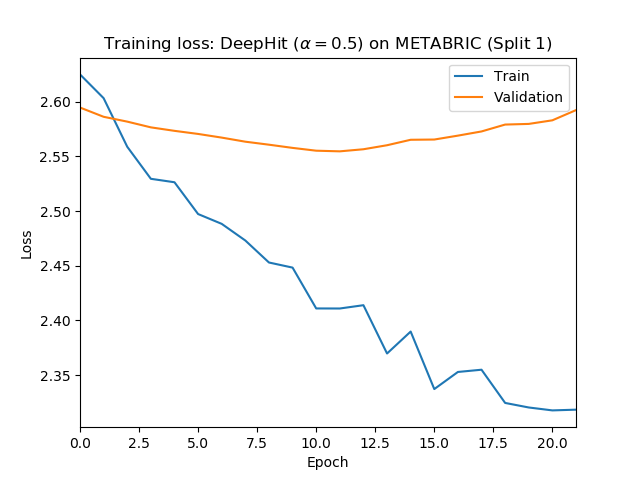 Training loss: DeepHit (α = 0.5) on METABRIC (Split 1)
Train
Validation
2.60
2.55
2.50
2.45
2.40
2.35
Loss
0.0 2.5 5.0 7.5 10.0 12.5 15.0 17.5 20.0
Epoch